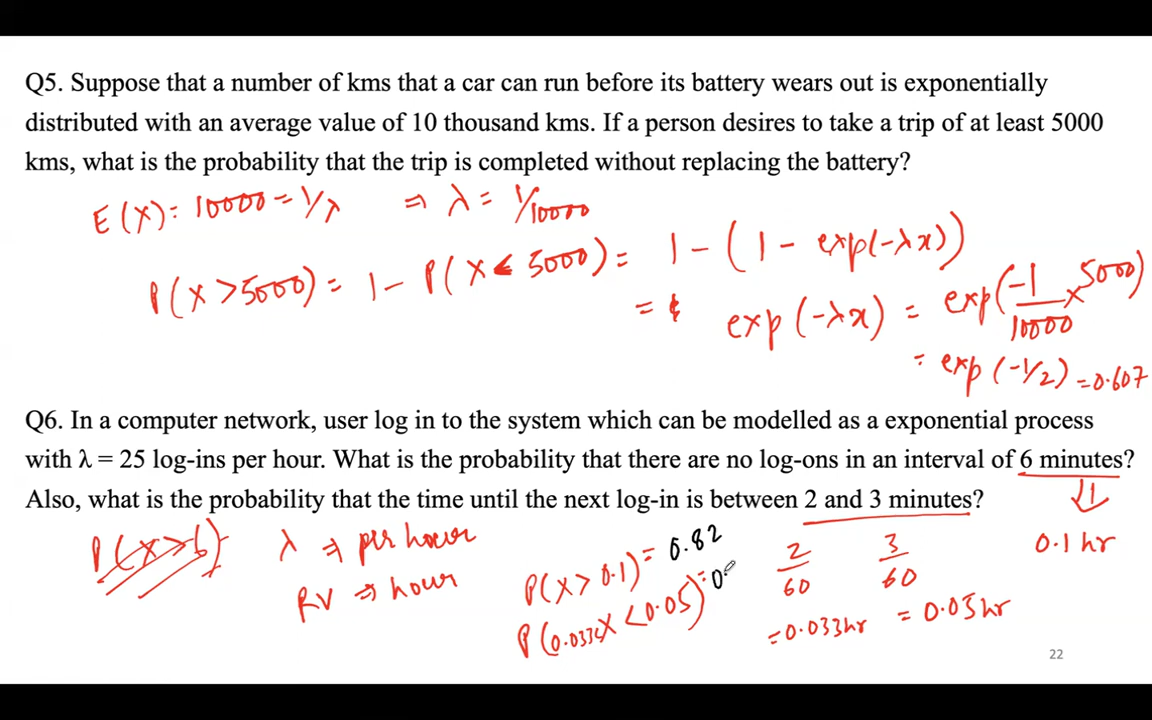 Q5. Suppose that a number of kms that a car can run before its battery wears out is exponentially
distributed with an average value of 10 thousand kms. If a person desires to take a trip of at least 5000
kms, what is the probability that the trip is completed without replacing the battery?
E(X) = 10000 = 1/λ ⇒ λ = 1/10000
P(X > 5000) = 1 - P(X < 5000) = 1 - (1 - exp(-λx))
= exp(-λx) = exp(-1/10000 × 5000)
= exp(-1/2) = 0.607
Q6. In a computer network, user log in to the system which can be modelled as a exponential process
with λ = 25 log-ins per hour. What is the probability that there are no log-ons in an interval of 6 minutes?
Also, what is the probability that the time until the next log-in is between 2 and 3 minutes?
P(X>6)
λ ⇒ per hour
RV ⇒ hour
P(X > 0.1) = 0.82
P(0.033<X <0.05) = 0
2/60
= 0.033hr
3/60
= 0.05hr
0.1 hr
22